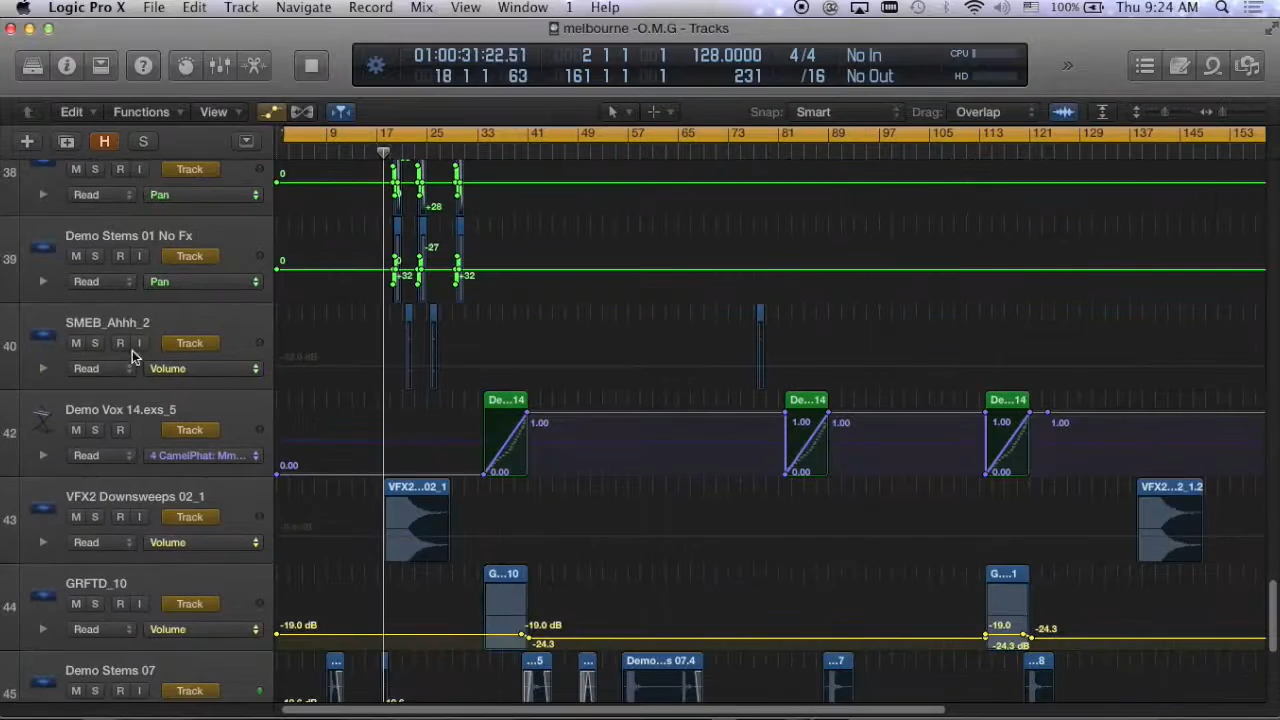 Logic Pro X File Edit Track Navigate Record Mix View Window 1 Help 100% Thu 9:24 AM
melbourne -O.M.G - Tracks
01:00:31:22.51 2 1 1 1 128.0000 4/4 No In CPU
18 1 1 63 161 1 1 1 231 /16 No Out HD
Edit Functions View Snap: Smart Drag: Overlap
H S 9 17 25 33 41 49 57 65 73 81 89 97 105 113 121 129 137 145 153
38 M S R I Track 0
Read Pan +28
Demo Stems 01 No Fx -27
39 M S R I Track 0 0
Read Pan +32 +32
SMEB_Ahhh_2
40 M S R I Track
Read Volume
Demo Vox 14.exs_5 De...14 De...14 De...14
42 M S R Track 1.00 1.00 1.00 1.00 1.00
Read 4 CamelPhat: Mm... 0.00 0.00 0.00 0.00
VFX2 Downsweeps 02_1 VFX2...02_1 VFX2...2_1.2
43 M S R I Track
Read Volume
GRFTD_10 G...10 G....1
44 M S R I Track
Read Volume -19.0 dB -19.0 dB -24.3 -19.0 -24.3 dB -24.3
Demo Stems 07 ... ...5 ... Demo...s 07.4 ...7 ...8
45 M S R I Track